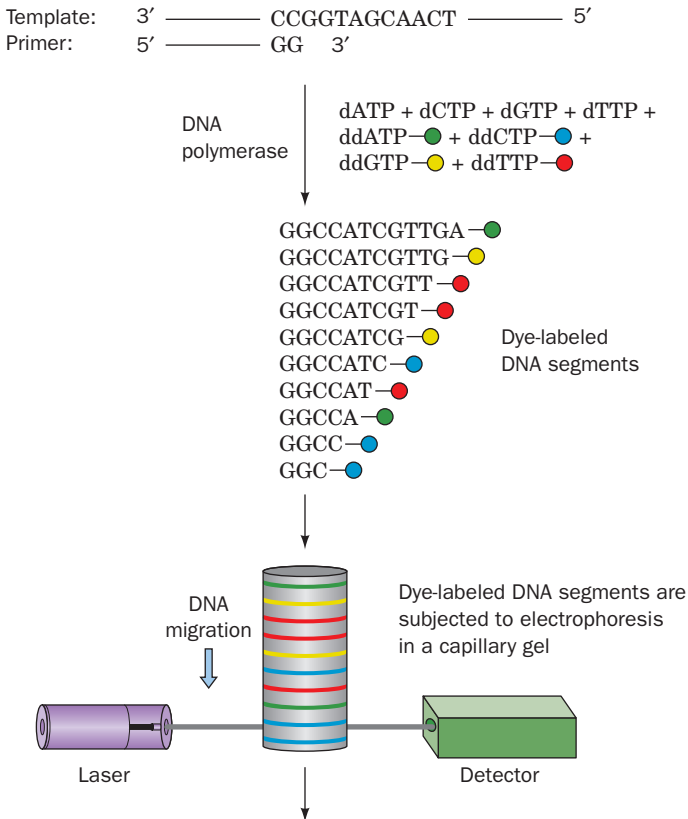 Template: 3′ CCGGTAGCAACT 5′
Primer: 5′ GG 3′
DNA
polymerase
dATP + dCTP + dGTP + dTTP +
ddATP + ddCTP +
ddGTP + ddTTP
GGCCATCGTTGA
GGCCATCGTTG
GGCCATCGTT
GGCCATCGT
GGCCATCG
GGCCATC
GGCCAT
GGCCA
GGCC
GGC
Dye-labeled
DNA segments
DNA
migration
Dye-labeled DNA segments are
subjected to electrophoresis
in a capillary gel
Laser
Detector